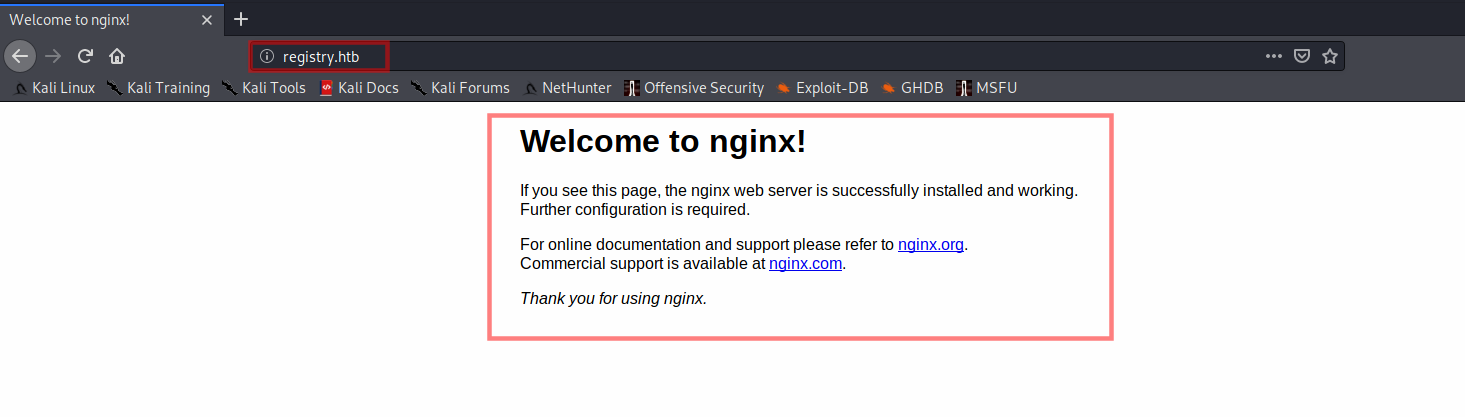 Welcome to nginx!
registry.htb
Kali Linux Kali Training Kali Tools Kali Docs Kali Forums NetHunter Offensive Security Exploit-DB GHDB MSFU
Welcome to nginx!
If you see this page, the nginx web server is successfully installed and working.
Further configuration is required.
For online documentation and support please refer to nginx.org.
Commercial support is available at nginx.com.
Thank you for using nginx.